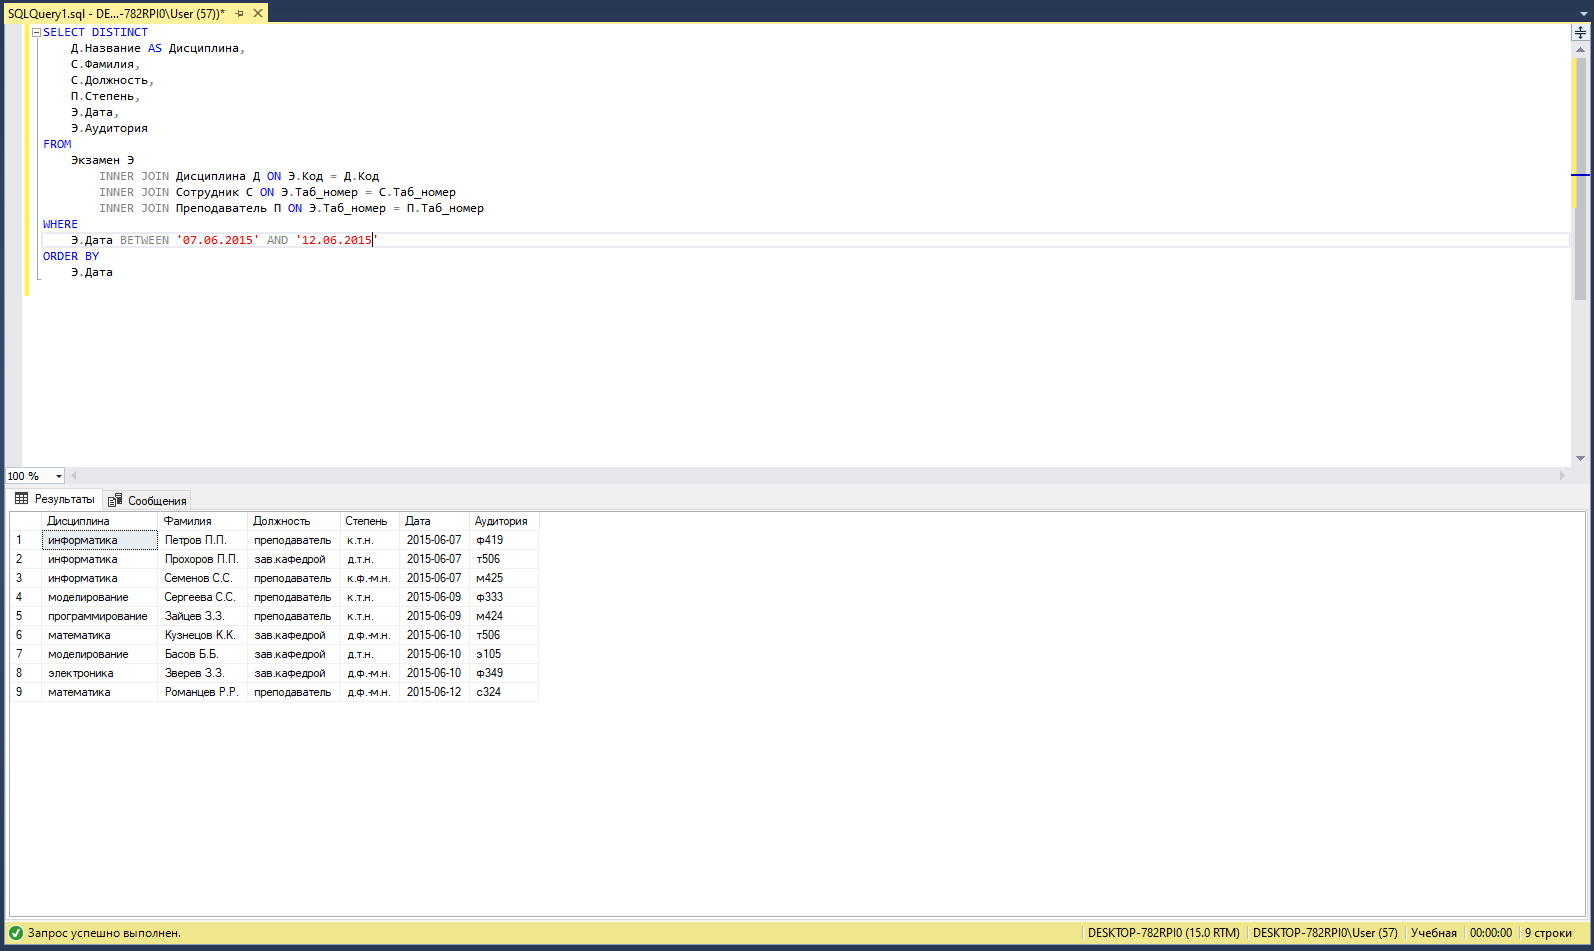 SQLQuery1.sql - DE...-782RPI0\User (57))*
SELECT DISTINCT
Д.Название AS Дисциплина,
С.Фамилия,
С.Должность,
П.Степень,
Э.Дата,
Э.Аудитория
FROM
Экзамен Э
INNER JOIN Дисциплина Д ON Э.Код = Д.Код
INNER JOIN Сотрудник С ON Э.Таб_номер = С.Таб_номер
INNER JOIN Преподаватель П ON Э.Таб_номер = П.Таб_номер
WHERE
Э.Дата BETWEEN '07.06.2015' AND '12.06.2015'
ORDER BY
Э.Дата
100 %
Результаты Сообщения
Дисциплина Фамилия Должность Степень Дата Аудитория
1 информатика Петров П.П. преподаватель к.т.н. 2015-06-07 ф419
2 информатика Прохоров П.П. зав.кафедрой д.т.н. 2015-06-07 т506
3 информатика Семенов С.С. преподаватель к.ф.-м.н. 2015-06-07 м425
4 моделирование Сергеева С.С. преподаватель к.т.н. 2015-06-09 ф333
5 программирование Зайцев З.З. преподаватель к.т.н. 2015-06-09 м424
6 математика Кузнецов К.К. зав.кафедрой д.ф.-м.н. 2015-06-10 т506
7 моделирование Басов Б.Б. зав.кафедрой д.т.н. 2015-06-10 э105
8 электроника Зверев З.З. зав.кафедрой д.ф.-м.н. 2015-06-10 ф349
9 математика Романцев Р.Р. преподаватель д.ф.-м.н. 2015-06-12 с324
Запрос успешно выполнен. DESKTOP-782RPI0 (15.0 RTM) DESKTOP-782RPI0\User (57) Учебная 00:00:00 9 строки